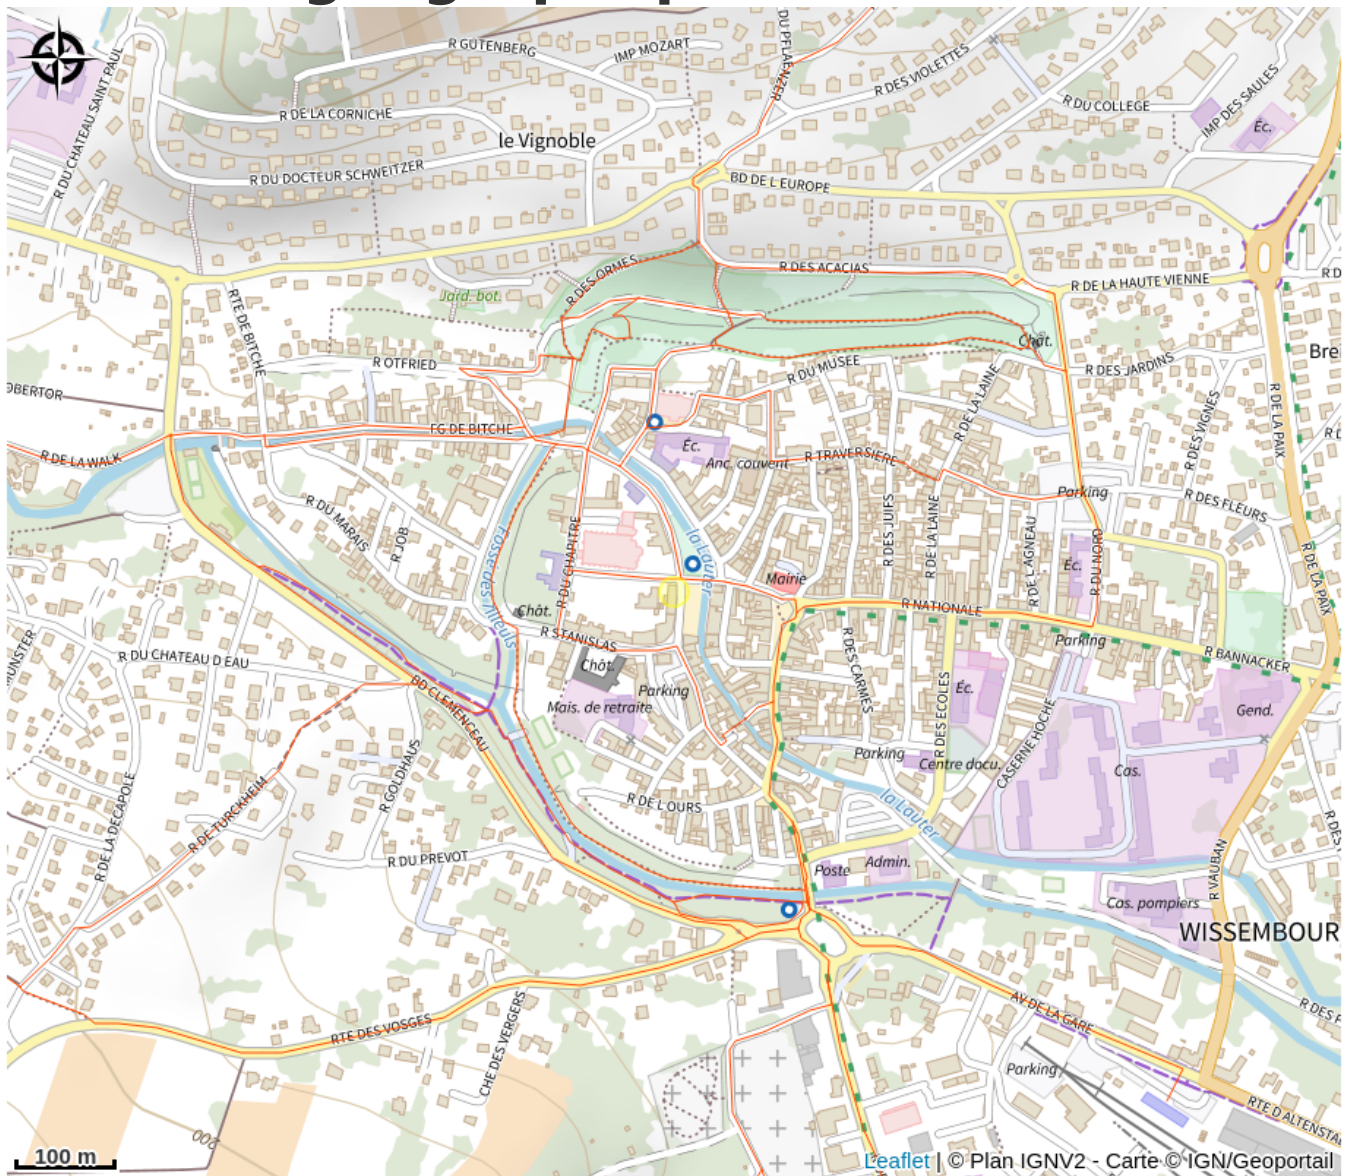 R GUTENBERG
IMP MOZART
DU PFLAENZER
R DES VIOLETTES
R DU COLLEGE
IMP DES SAULES
Éc.
R DU CHATEAU SAINT PAUL
R DE LA CORNICHE
le Vignoble
R DU DOCTEUR SCHWEITZER
BD DE L EUROPE
R DES ORMES
R DES ACACIAS
R DE LA HAUTE VIENNE
R D
Jard. bot.
RTE DE BITCHE
Chât.
Bre
R OTFRIED
R DU MUSEE
R DES JARDINS
OBERTOR
R DE LA LAINE
R DES VIGNES
R DE LA PAIX
FG DE BITCHE
R DE LA WALK
Éc.
Anc. couvent
R TRAVERSIERE
Parking
R DES FLEURS
R DU MARAIS
R JOB
Fossé des Tilleuls
R DU CHAPITRE
la Lauter
R DES JUIFS
R DE LA LAINE
R DE L AGNEAU
R DU NORD
R DE LA PAIX
Mairie
Éc.
Chât.
R NATIONALE
R STANISLAS
Parking
R BANNACKER
MUNSTER
R DU CHATEAU D EAU
Chât.
R DES CARMES
BD CLEMENCEAU
Parking
Mais. de retraite
Éc.
R DES ECOLES
Gend.
CASERNE HOCHE
Parking
Centre docu.
Cas.
R GOLDHAUS
R DE LA DECAPOLE
R DE TURCKHEIM
R DE L OURS
la Lauter
R DU PREVOT
Poste
Admin.
R VAUBAN
R DES
Cas. pompiers
WISSEMBOUR
AV DE LA GARE
R DES F
RTE DES VOSGES
CHE DES VERGERS
Parking
RTE D ALTENSTA
200
100 m
Leaflet | © Plan IGNV2 - Carte © IGN/Geoportail